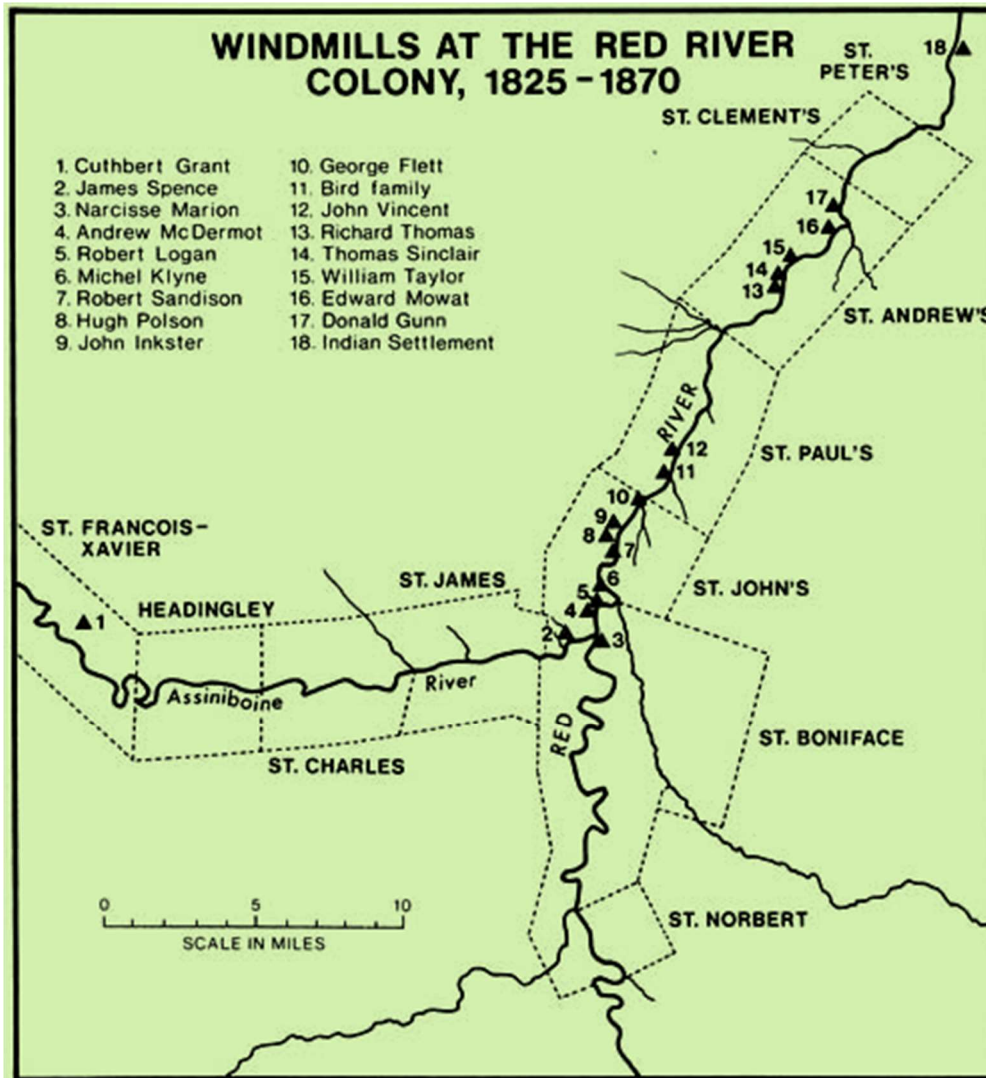 WINDMILLS AT THE RED RIVER
COLONY, 1825-1870
1. Cuthbert Grant
2. James Spence
3. Narcisse Marion
4. Andrew McDermot
5. Robert Logan
6. Michel Klyne
7. Robert Sandison
8. Hugh Polson
9. John Inkster
10. George Flett
11. Bird family
12. John Vincent
13. Richard Thomas
14. Thomas Sinclair
15. William Taylor
16. Edward Mowat
17. Donald Gunn
18. Indian Settlement
ST.
PETER'S
18
ST. CLEMENT'S
17
16
15
14
13
ST. ANDREW'S
RIVER
12
11
ST. PAUL'S
10
9
8
7
ST. FRANCOIS-
XAVIER
ST. JAMES
6
5
4
ST. JOHN'S
HEADINGLEY
1
2
3
Assiniboine
River
RED
ST. BONIFACE
ST. CHARLES
0 5 10
SCALE IN MILES
ST. NORBERT